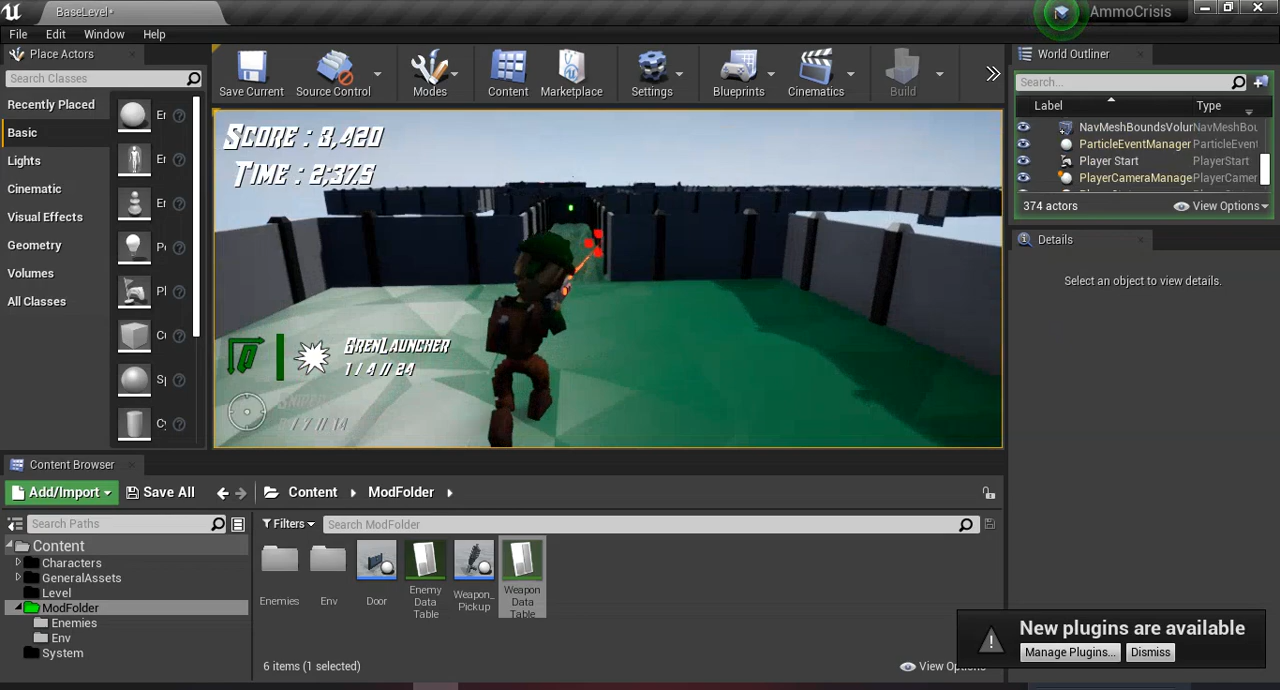 BaseLevel*
AmmoCrisis
File Edit Window Help
Place Actors
Search Classes
Recently Placed
Basic
Lights
Cinematic
Visual Effects
Geometry
Volumes
All Classes
Save Current
Source Control
Modes
Content
Marketplace
Settings
Blueprints
Cinematics
Build
SCORE : 3,420
TIME : 2:37.5
GRENLAUNCHER
1 / 4 // 24
World Outliner
Search...
Label Type
NavMeshBoundsVolur NavMeshBou
ParticleEventManager ParticleEvent
Player Start PlayerStart
PlayerCameraManage PlayerCamer
374 actors View Options
Details
Select an object to view details.
Content Browser
Add/Import Save All Content ModFolder
Search Paths
Filters Search ModFolder
Content
Characters
GeneralAssets
Level
ModFolder
Enemies
Env
System
Enemies
Env
Door
Enemy
Data
Table
Weapon_
Pickup
Weapon
Data
Table
6 items (1 selected)
View Options
New plugins are available
Manage Plugins... Dismiss